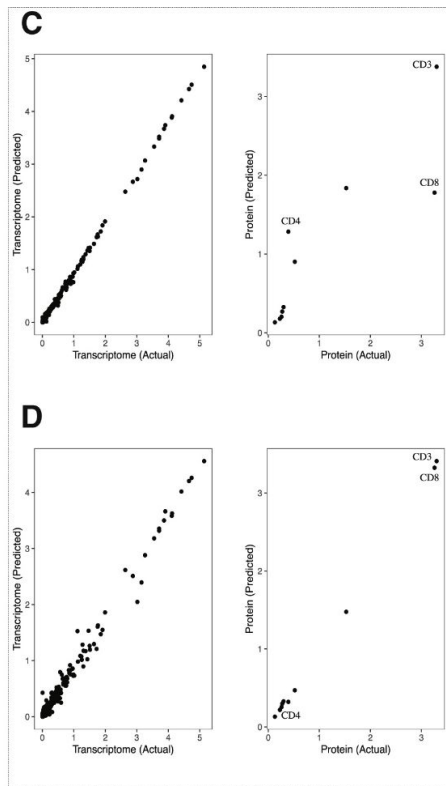 C
Transcriptome (Predicted)
5
4
3
2
1
0
0 1 2 3 4 5
Transcriptome (Actual)
Protein (Predicted)
3
2
1
0
CD3
CD8
CD4
0 1 2 3
Protein (Actual)
D
Transcriptome (Predicted)
4
3
2
1
0
0 1 2 3 4 5
Transcriptome (Actual)
Protein (Predicted)
3
2
1
0
CD3
CD8
CD4
0 1 2 3
Protein (Actual)